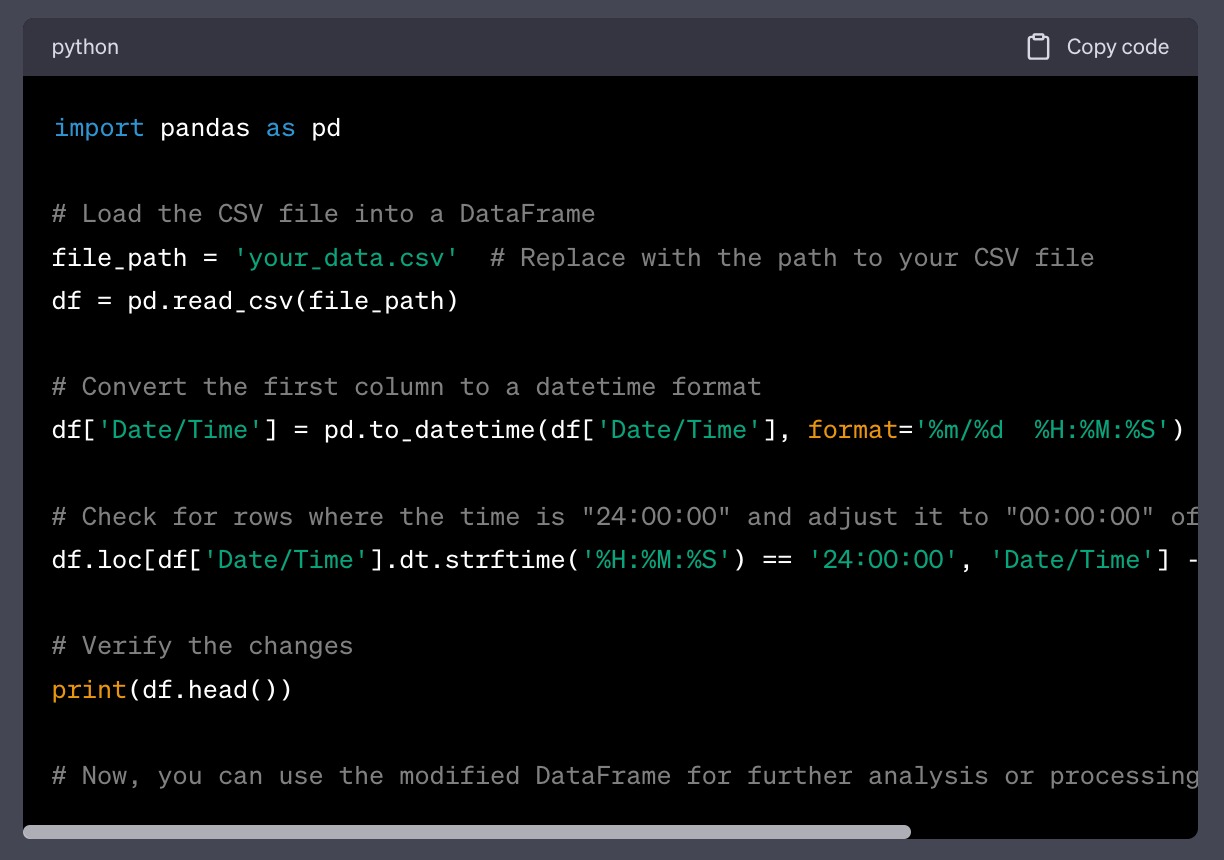 python
Copy code
import pandas as pd
# Load the CSV file into a DataFrame
file_path = 'your_data.csv'  # Replace with the path to your CSV file
df = pd.read_csv(file_path)
# Convert the first column to a datetime format
df['Date/Time'] = pd.to_datetime(df['Date/Time'], format='%m/%d  %H:%M:%S')
# Check for rows where the time is "24:00:00" and adjust it to "00:00:00" of
df.loc[df['Date/Time'].dt.strftime('%H:%M:%S') == '24:00:00', 'Date/Time'] -
# Verify the changes
print(df.head())
# Now, you can use the modified DataFrame for further analysis or processing